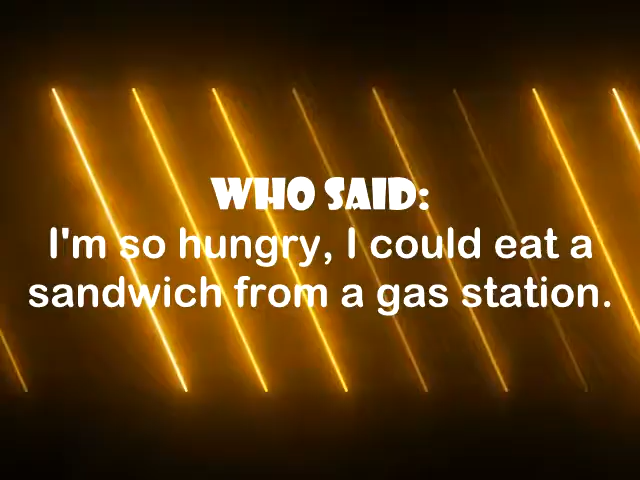 WHO SAID:
I'm so hungry, I could eat a
sandwich from a gas station.